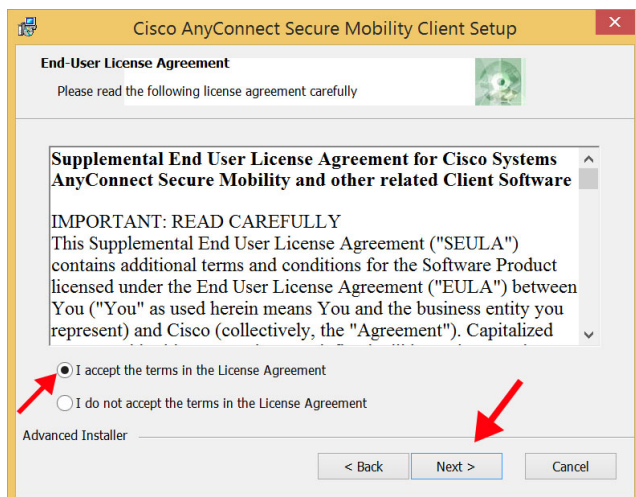 Cisco AnyConnect Secure Mobility Client Setup
End-User License Agreement
Please read the following license agreement carefully
Supplemental End User License Agreement for Cisco Systems
AnyConnect Secure Mobility and other related Client Software
IMPORTANT: READ CAREFULLY
This Supplemental End User License Agreement ("SEULA")
contains additional terms and conditions for the Software Product
licensed under the End User License Agreement ("EULA") between
You ("You" as used herein means You and the business entity you
represent) and Cisco (collectively, the "Agreement"). Capitalized
I accept the terms in the License Agreement
I do not accept the terms in the License Agreement
Advanced Installer
< Back Next > Cancel